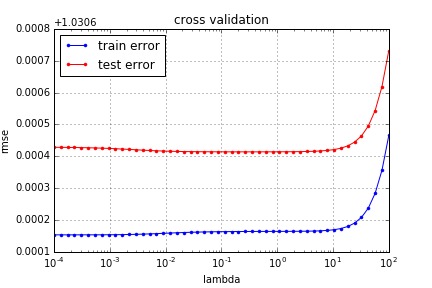 cross validation
+1.0306
0.0008
0.0007
0.0006
0.0005
0.0004
0.0003
0.0002
0.0001
rmse
train error
test error
10^-4 10^-3 10^-2 10^-1 10^0 10^1 10^2
lambda